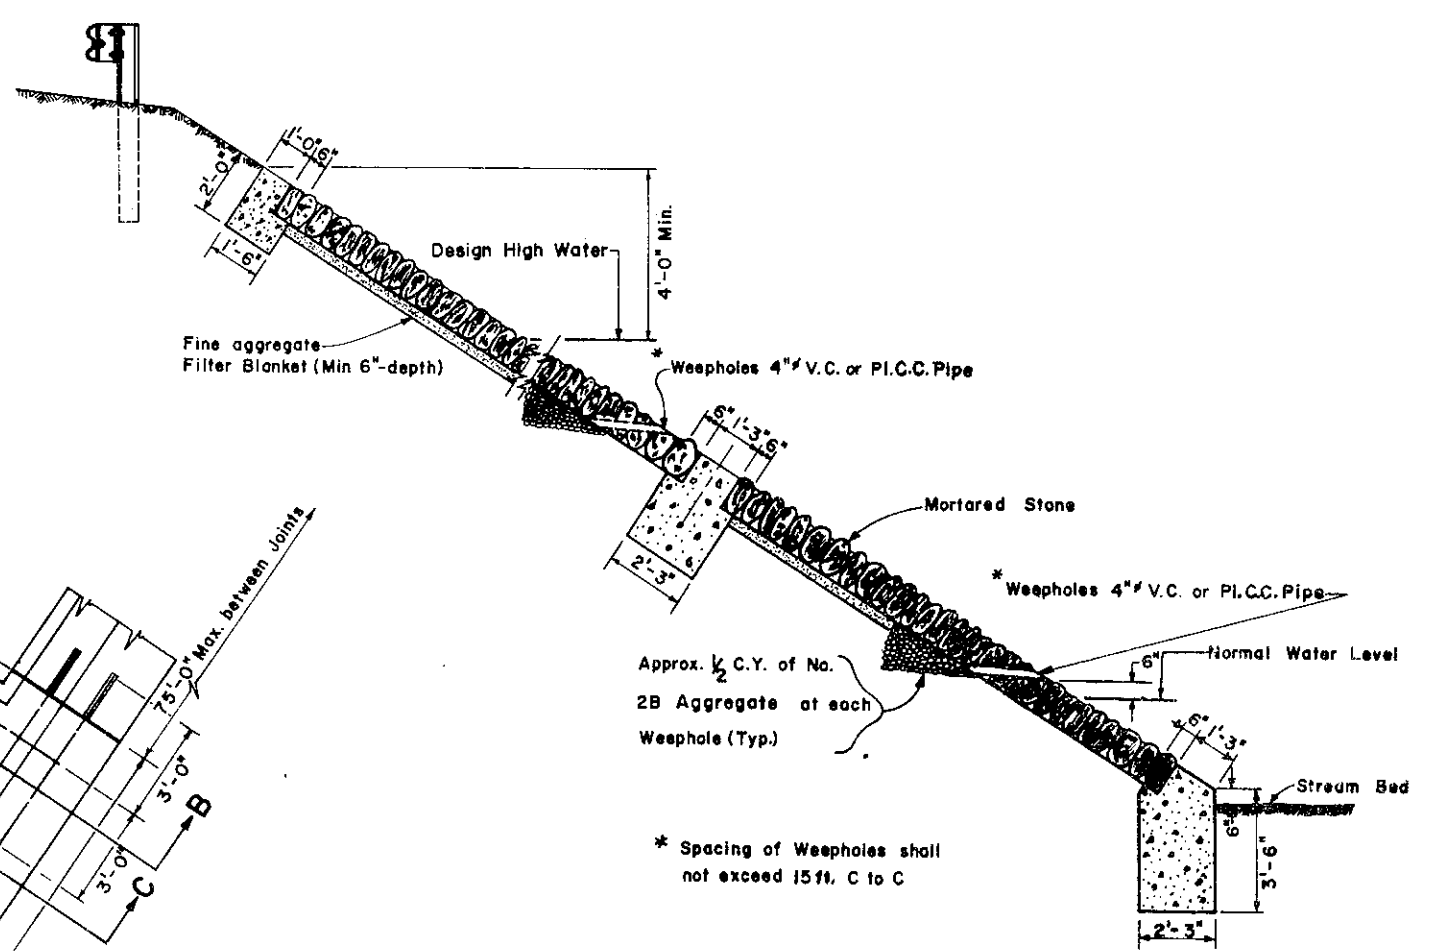 1'-0" 6"
2'-0"
1'-6"
Design High Water
4'-0" Min.
Fine aggregate
Filter Blanket (Min 6"-depth)
6"
* Weepholes 4"ø V.C. or Pl.C.C. Pipe
6" 1'-3" 6"
2'-3"
Mortared Stone
* Weepholes 4"ø V.C. or Pl.C.C. Pipe
6"
Normal Water Level
Approx. ½ C.Y. of No.
2B Aggregate at each
Weephole (Typ.)
6" 1'-3"
Stream Bed
6"
3'-6"
2'-3"
* Spacing of Weepholes shall
not exceed 15 ft. C to C
75'-0" Max. between Joints
3'-0"
B
3'-0"
C